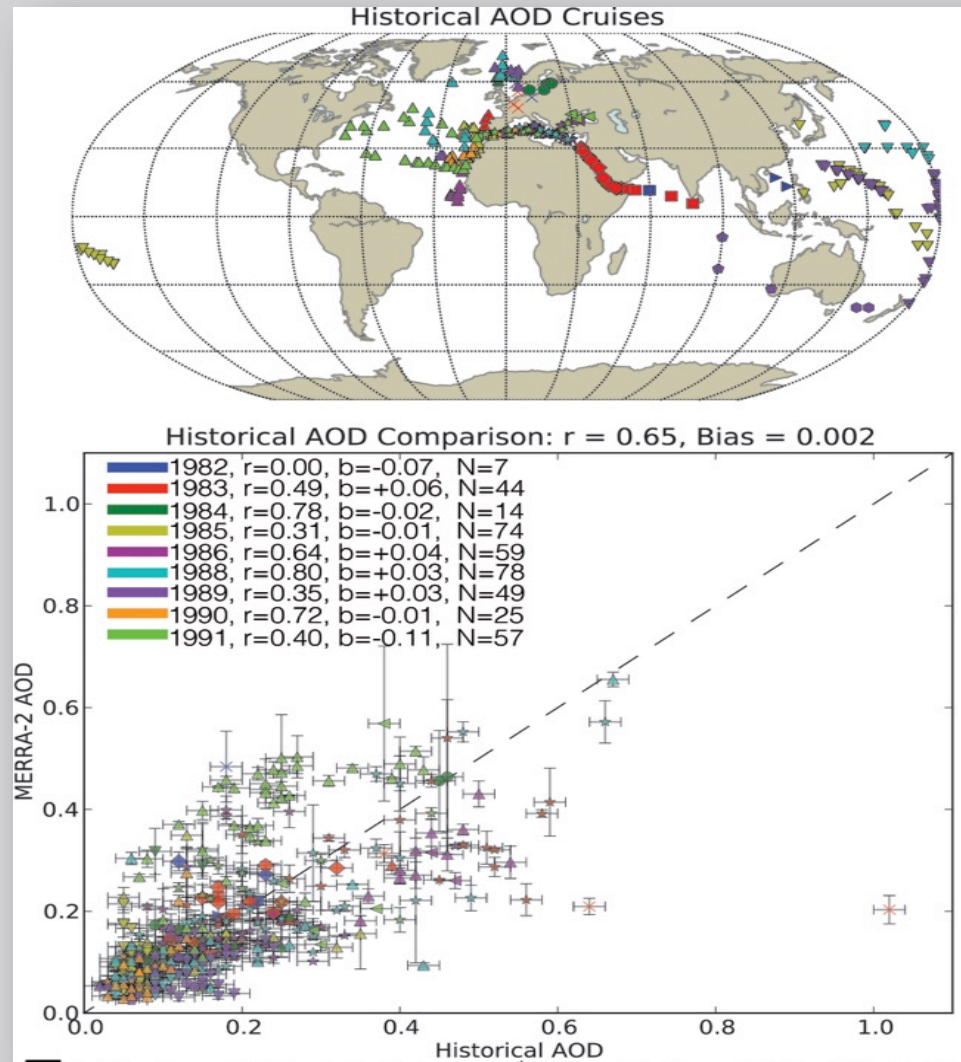 Historical AOD Cruises
Historical AOD Comparison: r = 0.65, Bias = 0.002
1982, r=0.00, b=-0.07, N=7
1983, r=0.49, b=+0.06, N=44
1984, r=0.78, b=-0.02, N=14
1985, r=0.31, b=-0.01, N=74
1986, r=0.64, b=+0.04, N=59
1988, r=0.80, b=+0.03, N=78
1989, r=0.35, b=+0.03, N=49
1990, r=0.72, b=-0.01, N=25
1991, r=0.40, b=-0.11, N=57
1.0
0.8
0.6
0.4
0.2
0.0
MERRA-2 AOD
0.0 0.2 0.4 0.6 0.8 1.0
Historical AOD